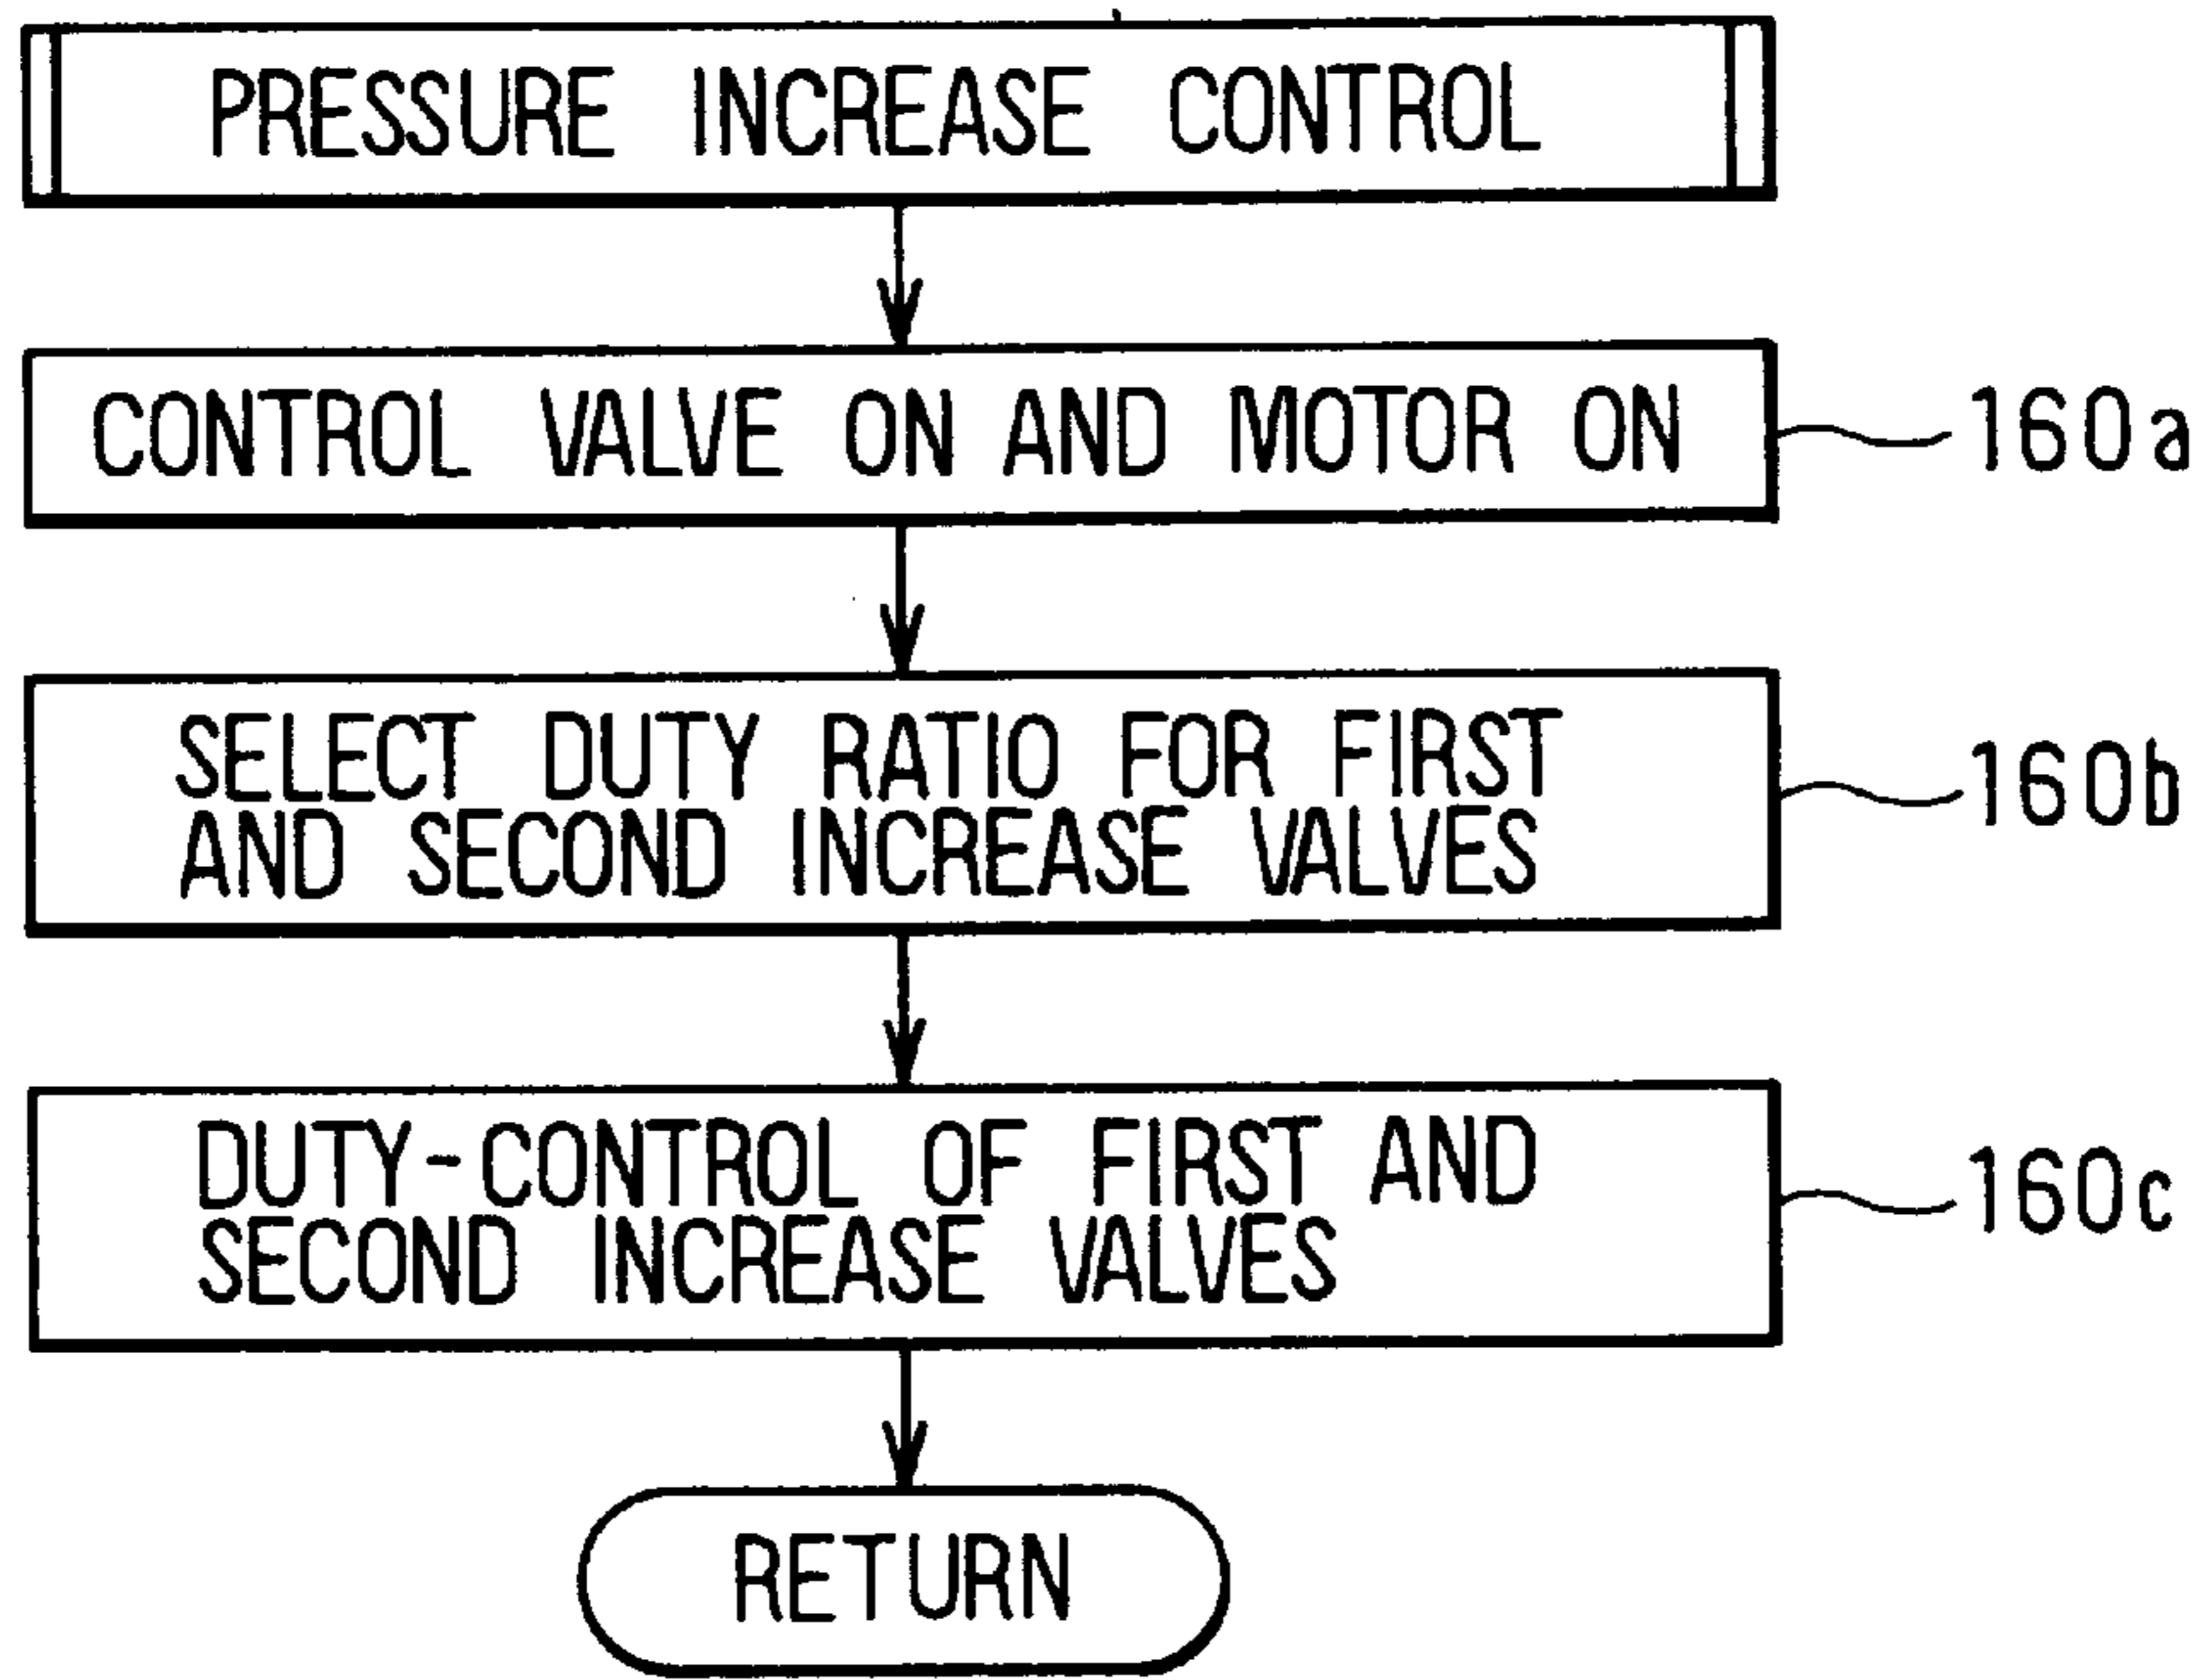 PRESSURE INCREASE CONTROL
CONTROL VALVE ON AND MOTOR ON
160a
SELECT DUTY RATIO FOR FIRST
AND SECOND INCREASE VALVES
160b
DUTY-CONTROL OF FIRST AND
SECOND INCREASE VALVES
160c
RETURN